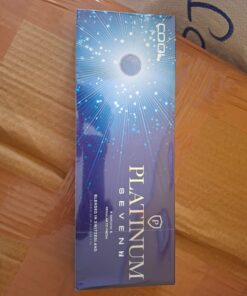 COOL
P
PLATINUM
SEVEN
BLENDED IN SWITZERLAND